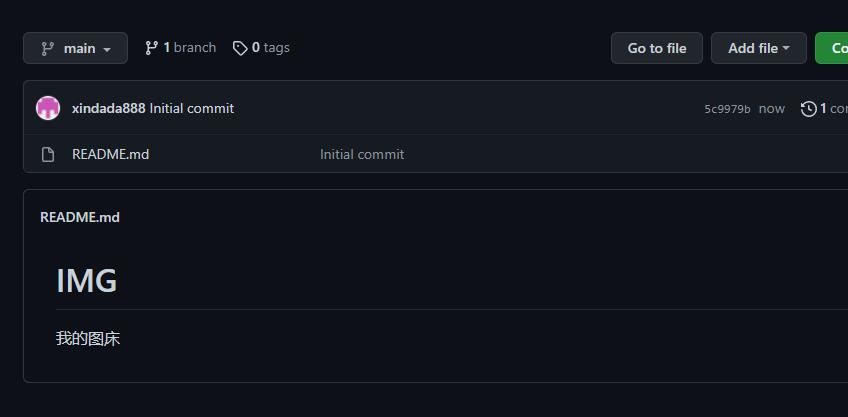 main 1 branch 0 tags Go to file Add file Co
xindada888 Initial commit 5c9979b now 1 co
README.md Initial commit
README.md
IMG
我的图床